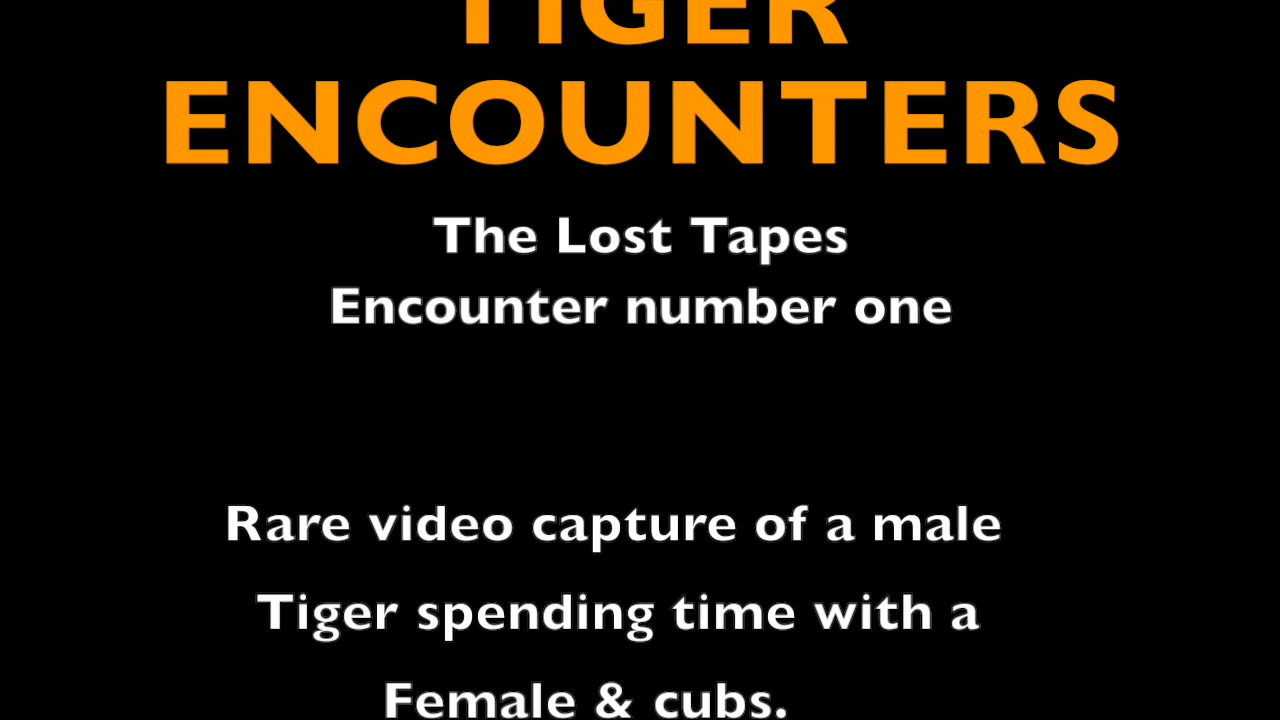 TIGER
ENCOUNTERS
The Lost Tapes
Encounter number one
Rare video capture of a male
Tiger spending time with a
Female & cubs.